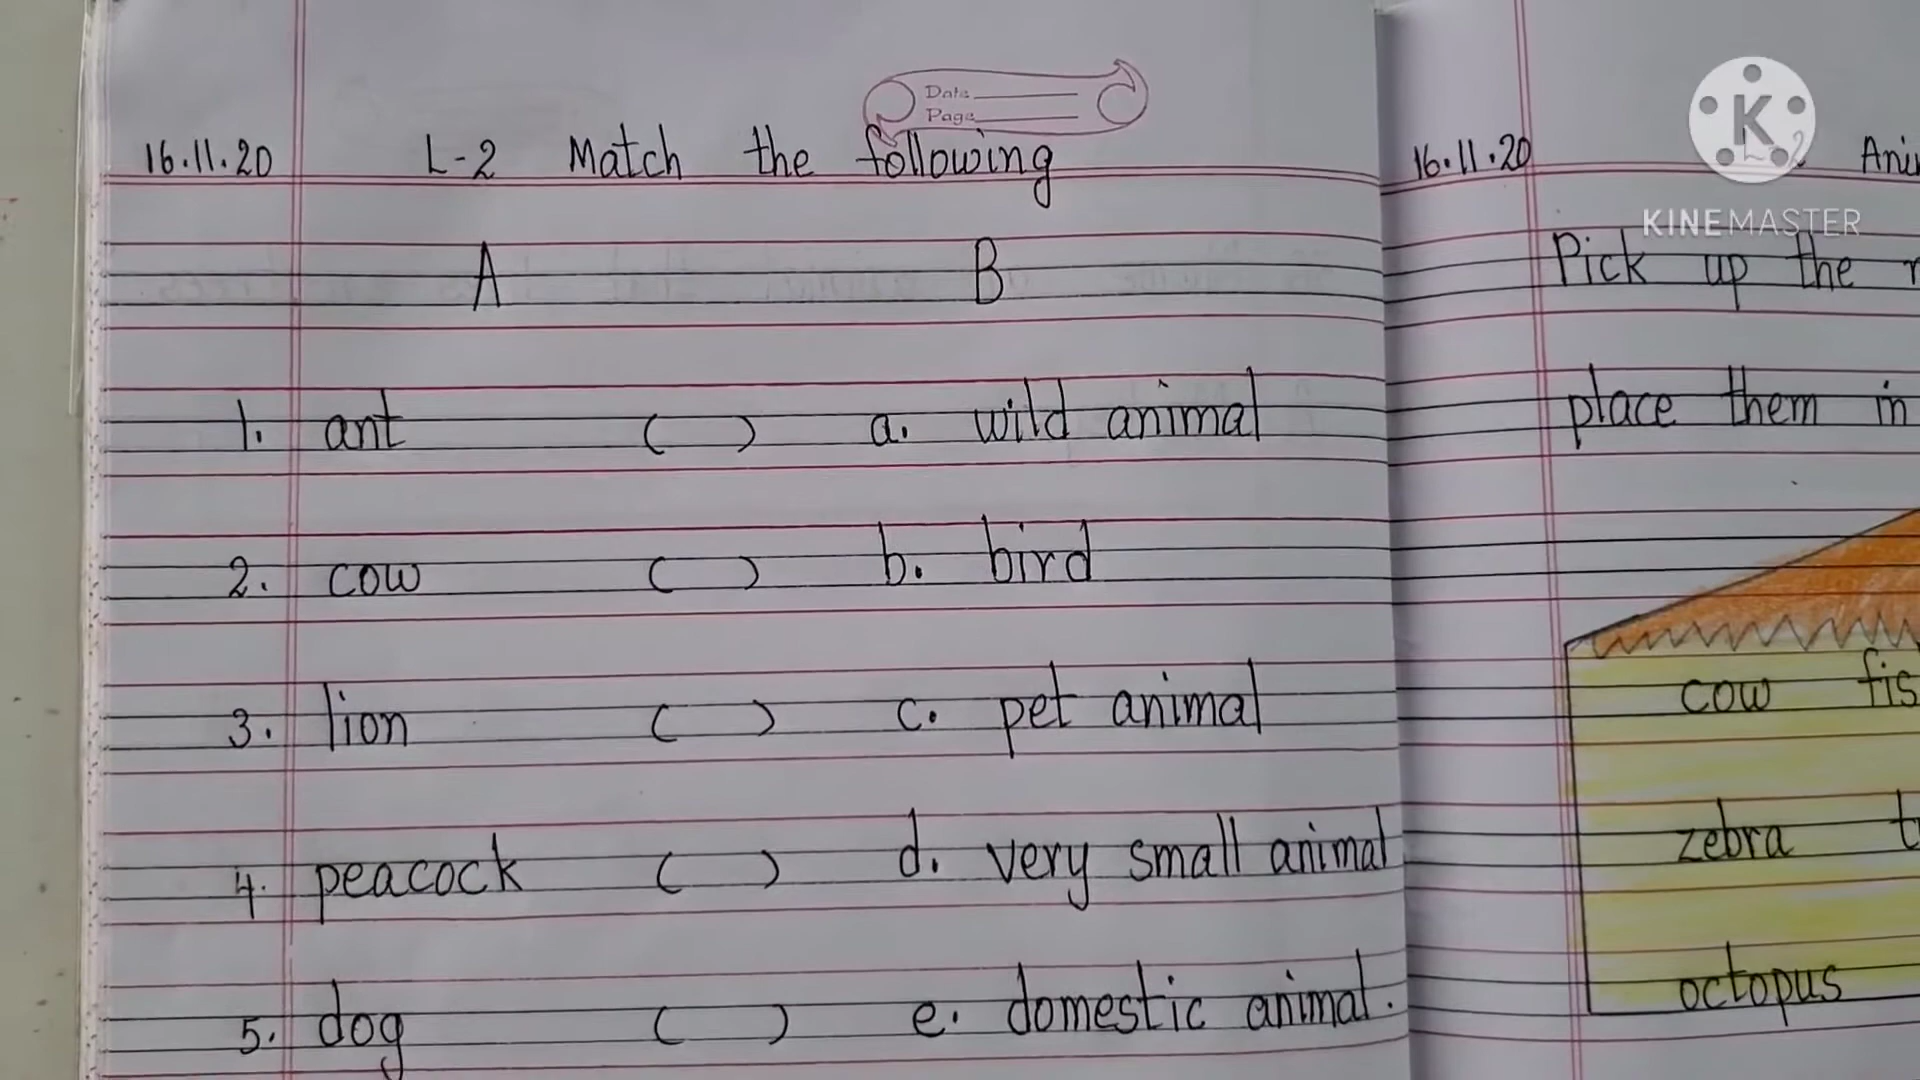 Date
Page
16.11.20 L-2 Match the following
A B
1. ant ( ) a. wild animal
2. cow ( ) b. bird
3. lion ( ) c. pet animal
4. peacock ( ) d. very small animal
5. dog ( ) e. domestic animal.
16.11.20
Pick up the
place them in
cow
zebra
octopus
KINEMASTER